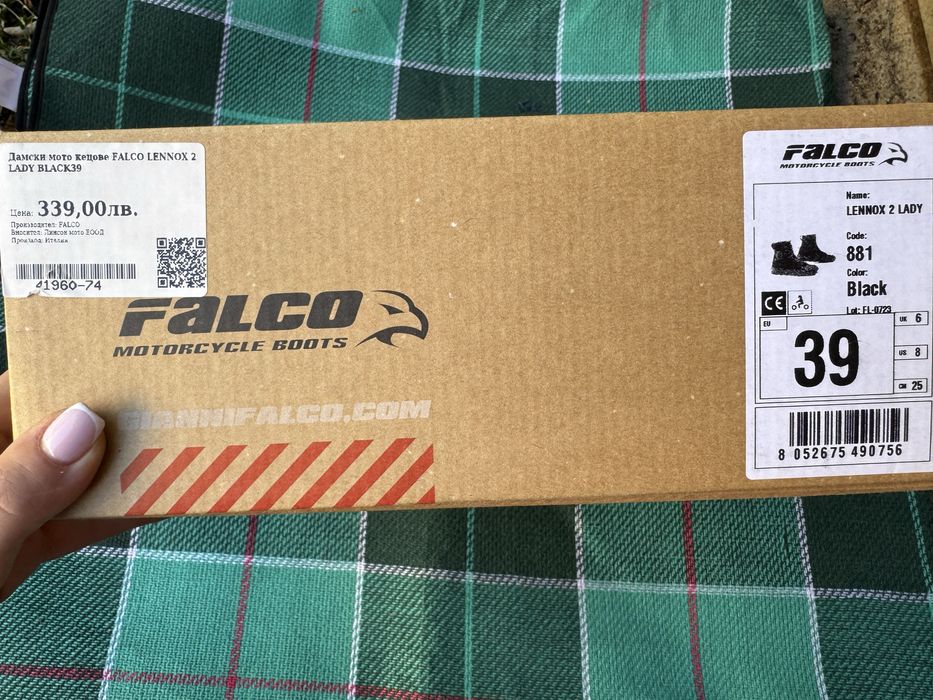 Дамски мото кецове FALCO LENNOX 2
LADY BLACK39
Цена: 339,00лв.
Производител: FALCO
Вносител: Линсон мото ЕООД
Произход: Италия
41960-74
FALCO
MOTORCYCLE BOOTS
GIANNIFALCO.COM
FALCO
MOTORCYCLE BOOTS
Name:
LENNOX 2 LADY
Code:
881
Color:
Black
Lot: FL-0723
CE
EU
39
UK 6
US 8
CM 25
8 052675 490756